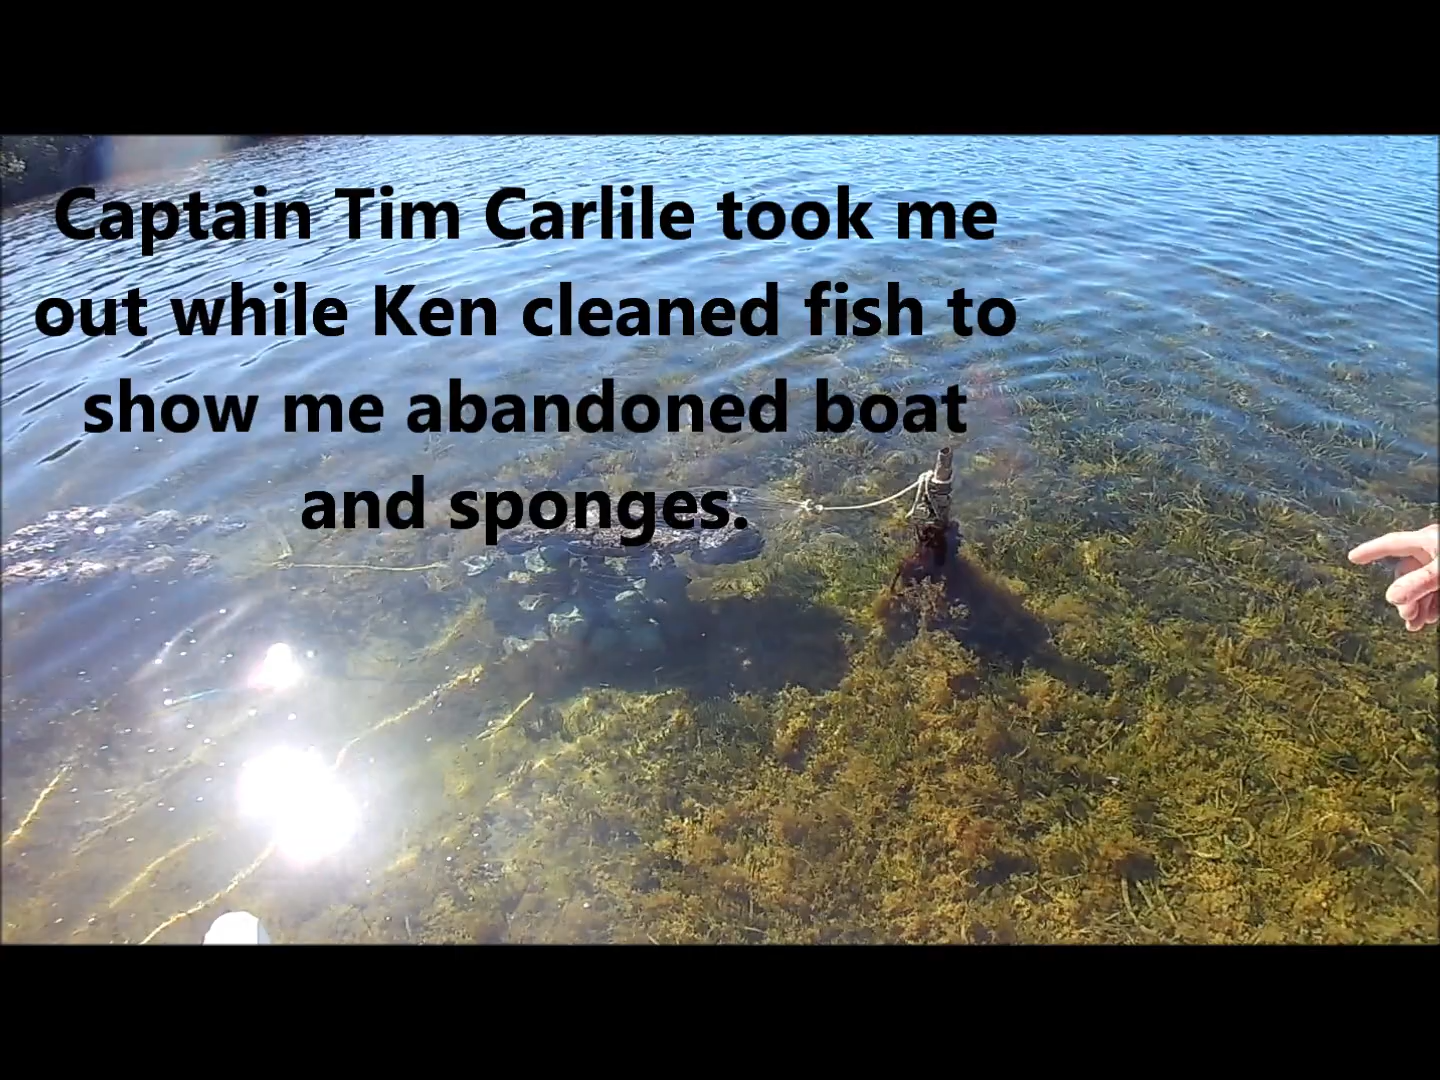 Captain Tim Carlile took me
out while Ken cleaned fish to
show me abandoned boat
and sponges.